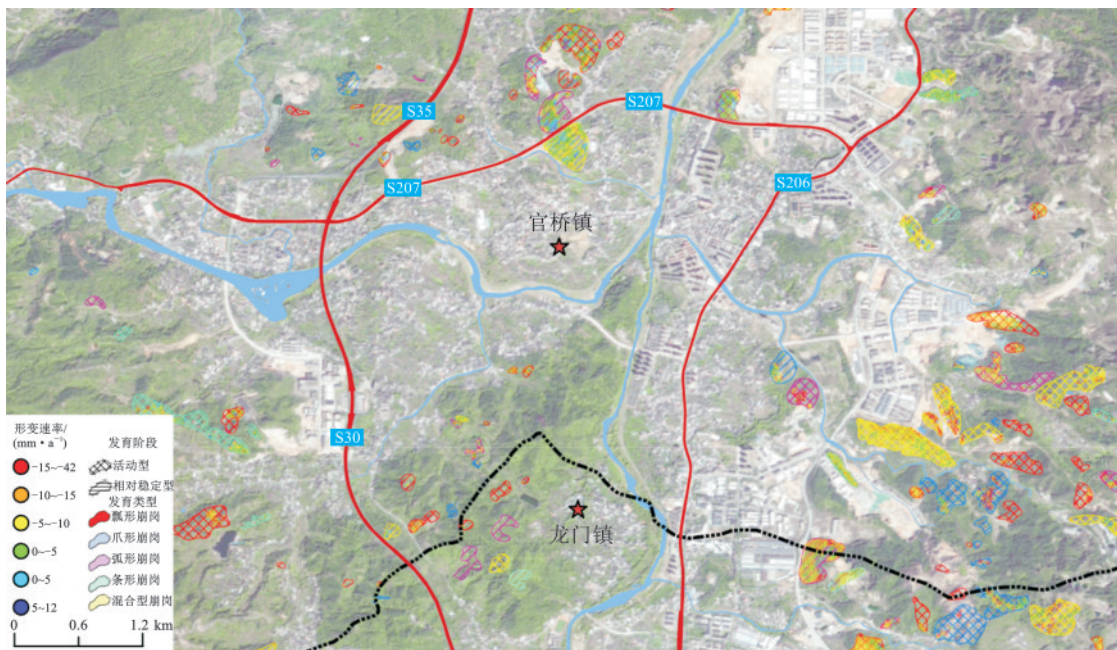 S35
S207
S207
S206
官桥镇
S30
龙门镇
形变速率/
(mm·a⁻¹)
-15~-42
-10~-15
-5~-10
0~-5
0~5
5~12
发育阶段
活动型
相对稳定型
发育类型
瓢形崩岗
爪形崩岗
弧形崩岗
条形崩岗
混合型崩岗
0 0.6 1.2 km